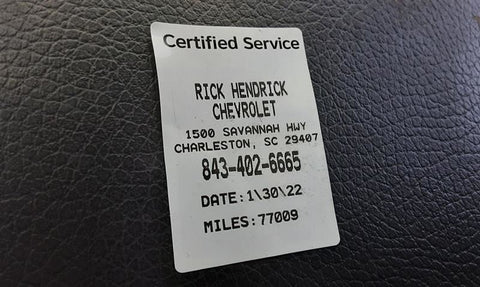 Certified Service
RICK HENDRICK
CHEVROLET
1500 SAVANNAH HWY
CHARLESTON, SC 29407
843-402-6665
DATE:1\30\22
MILES:77009